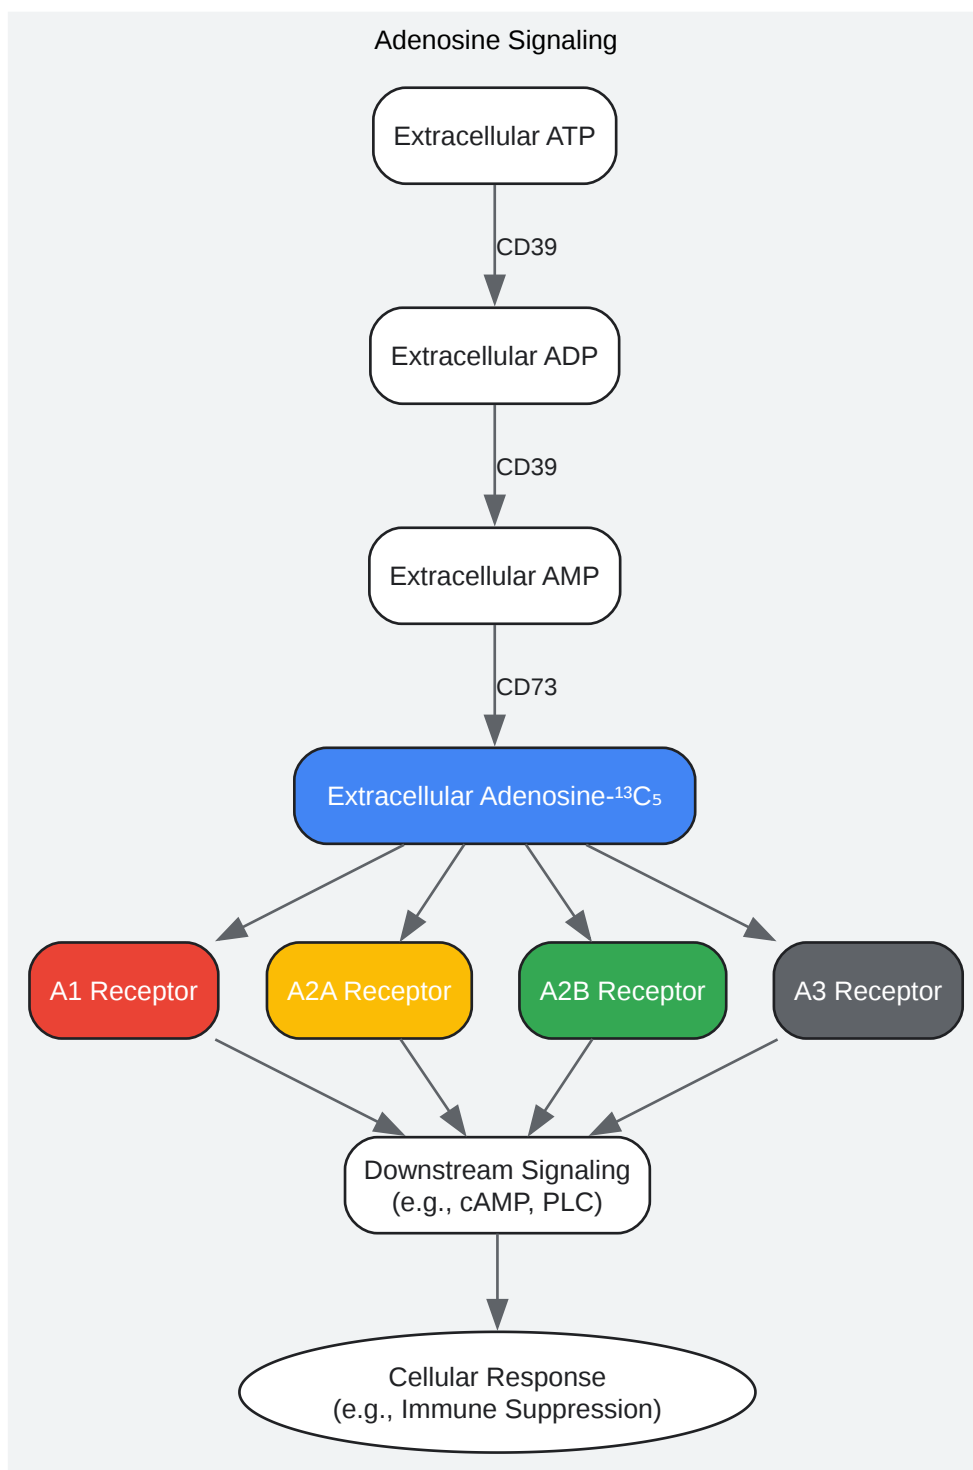 Adenosine Signaling
Extracellular ATP
CD39
Extracellular ADP
CD39
Extracellular AMP
CD73
Extracellular Adenosine-¹³C₅
A1 Receptor
A2A Receptor
A2B Receptor
A3 Receptor
Downstream Signaling
(e.g., cAMP, PLC)
Cellular Response
(e.g., Immune Suppression)